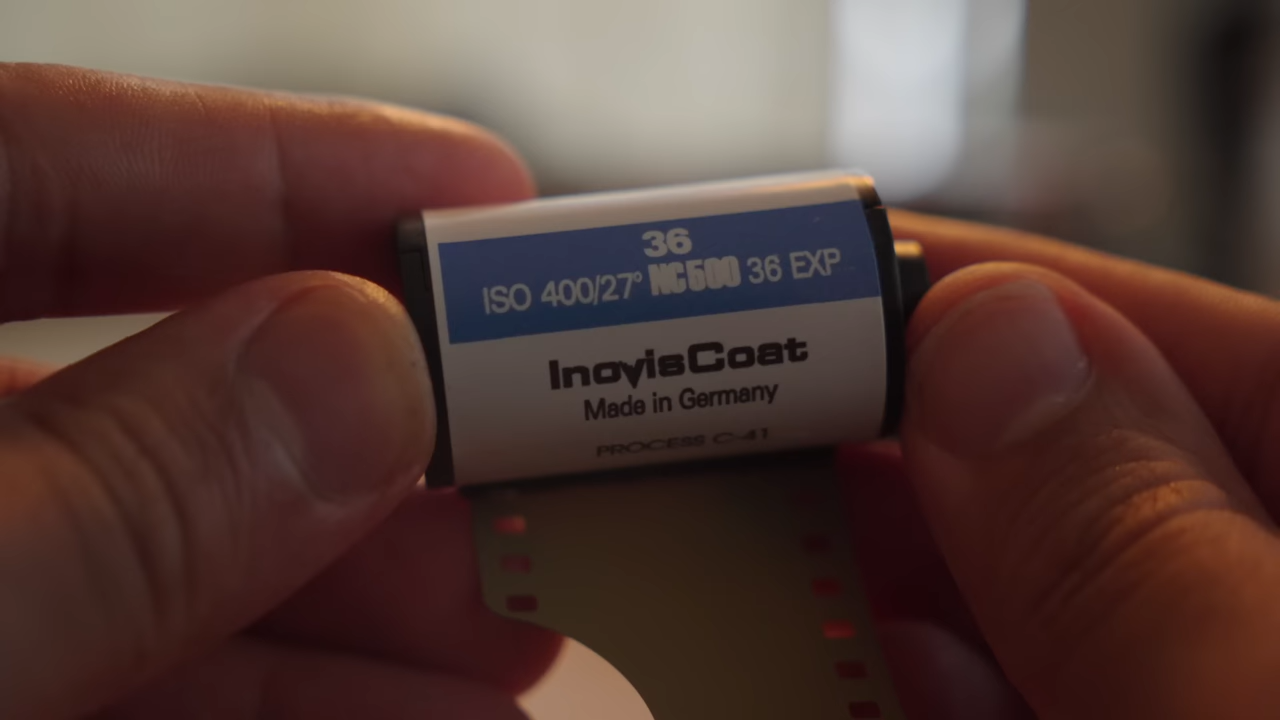 36
ISO 400/27° NC500 36 EXP
InovisCoat
Made in Germany
PROCESS C-41